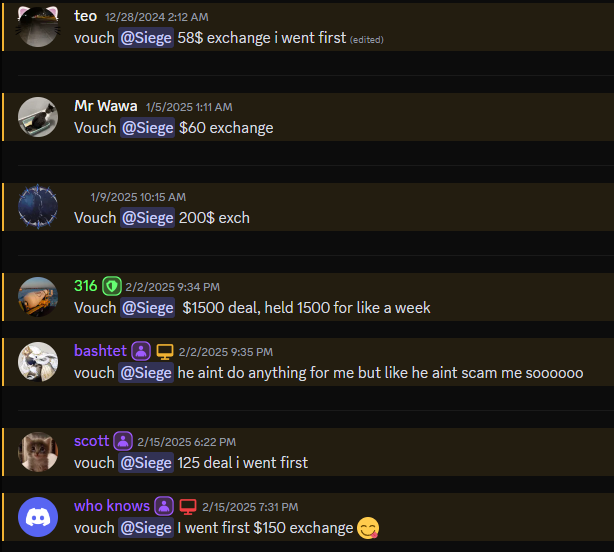 teo 12/28/2024 2:12 AM
vouch @Siege 58$ exchange i went first (edited)
Mr Wawa 1/5/2025 1:11 AM
Vouch @Siege $60 exchange
1/9/2025 10:15 AM
Vouch @Siege 200$ exch
316 2/2/2025 9:34 PM
Vouch @Siege $1500 deal, held 1500 for like a week
bashtet 2/2/2025 9:35 PM
vouch @Siege he aint do anything for me but like he aint scam me soooooo
scott 2/15/2025 6:22 PM
vouch @Siege 125 deal i went first
who knows 2/15/2025 7:31 PM
vouch @Siege I went first $150 exchange 😋